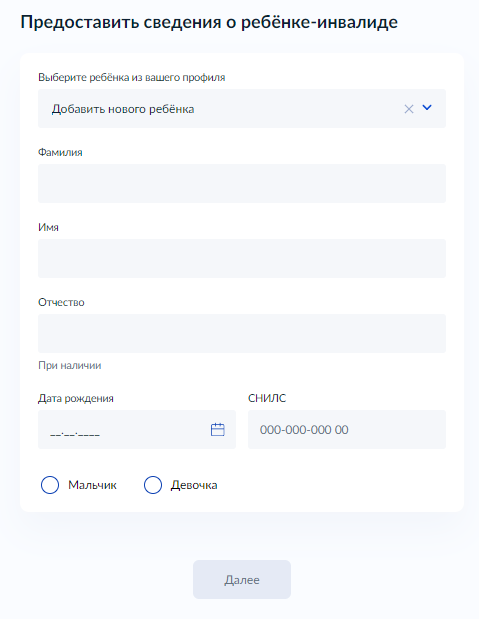 Предоставить сведения о ребёнке-инвалиде
Выберите ребёнка из вашего профиля
Добавить нового ребёнка
Фамилия
Имя
Отчество
При наличии
Дата рождения СНИЛС
__.__.____ 000-000-000 00
Мальчик Девочка
Далее